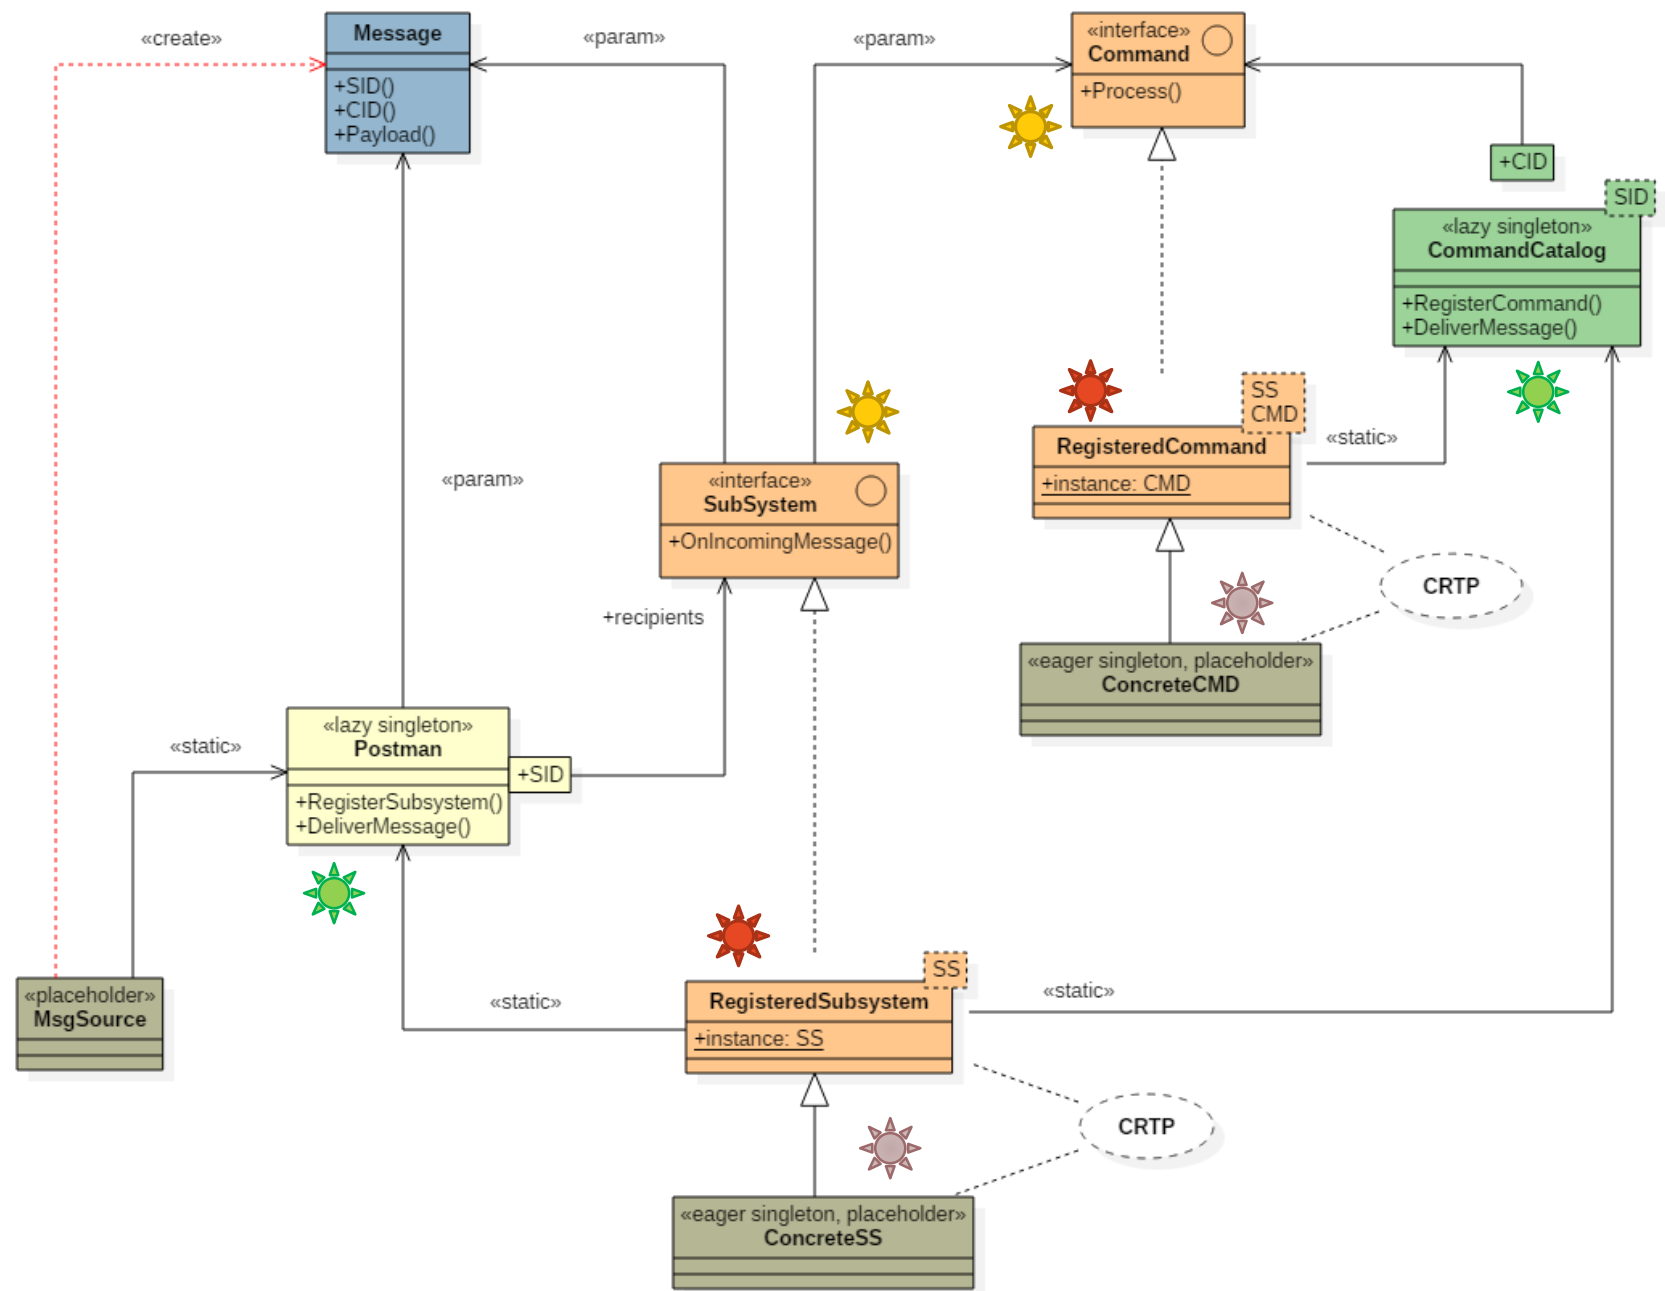 «create»
Message
+SID()
+CID()
+Payload()
«param»
«param»
«interface»
Command
+Process()
+CID
SID
«lazy singleton»
CommandCatalog
+RegisterCommand()
+DeliverMessage()
SS
CMD
RegisteredCommand
+instance: CMD
«static»
«param»
«interface»
SubSystem
+OnIncomingMessage()
+recipients
CRTP
«eager singleton, placeholder»
ConcreteCMD
«static»
«lazy singleton»
Postman
+SID
+RegisterSubsystem()
+DeliverMessage()
«placeholder»
MsgSource
«static»
SS
RegisteredSubsystem
+instance: SS
«static»
CRTP
«eager singleton, placeholder»
ConcreteSS